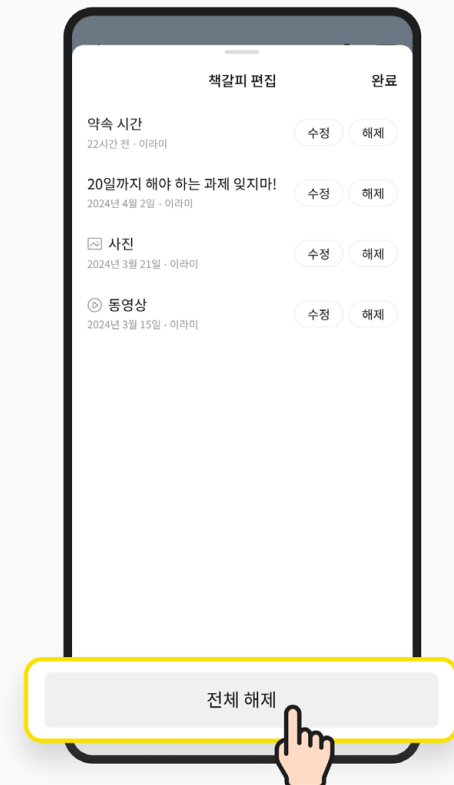 책갈피 편집 완료
약속 시간 수정 해제
22시간 전 · 이라미
20일까지 해야 하는 과제 잊지마! 수정 해제
2024년 4월 2일 · 이라미
사진 수정 해제
2024년 3월 21일 · 이라미
동영상 수정 해제
2024년 3월 15일 · 이라미
전체 해제